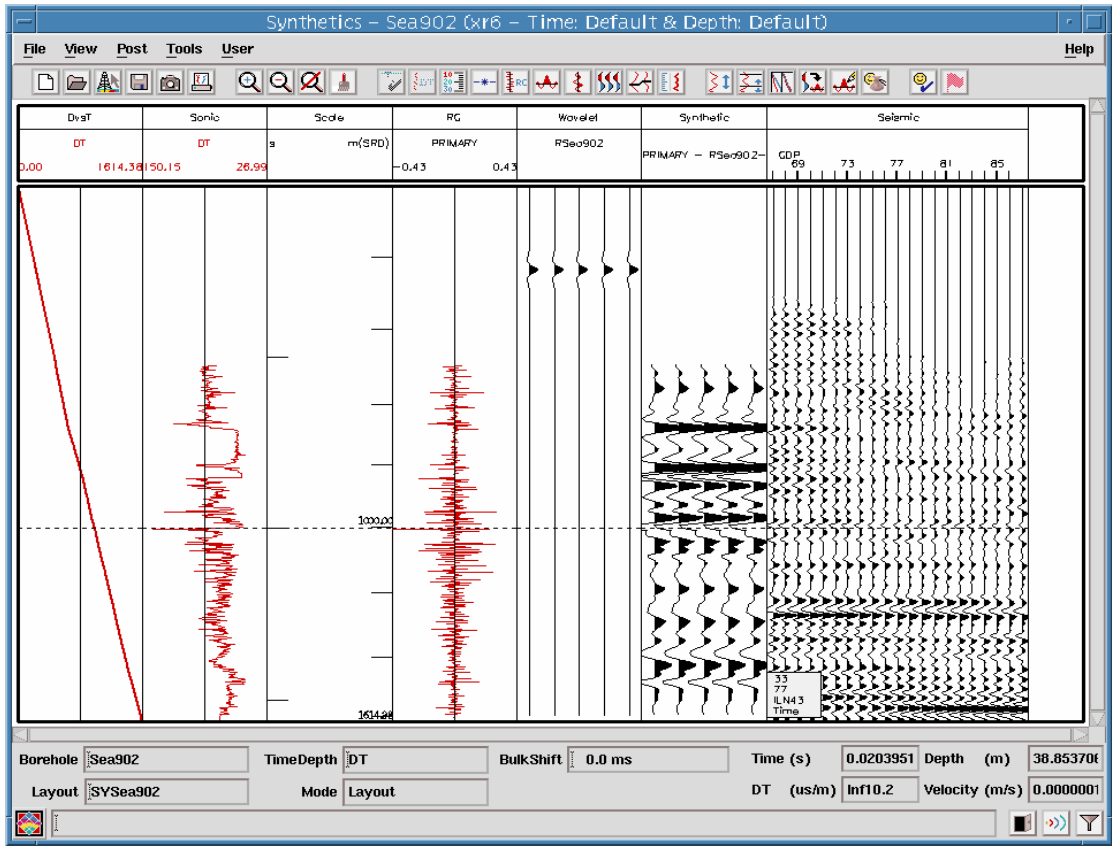 Synthetics – Sea902 (xr6 – Time: Default & Depth: Default)
File View Post Tools User Help
DvsT Sonic Scale RC Wavelet Synthetic Seismic
DT DT s m(SRD) PRIMARY RSea902 PRIMARY – RSea902– CDP
0.00 1614.38 150.15 26.99 –0.43 0.43 69 73 77 81 85
1000.00
33
77
ILN43
Time
1614.38
Borehole Sea902 TimeDepth DT BulkShift 0.0 ms Time (s) 0.0203951 Depth (m) 38.853706
Layout SYSea902 Mode Layout DT (us/m) Inf10.2 Velocity (m/s) 0.0000001